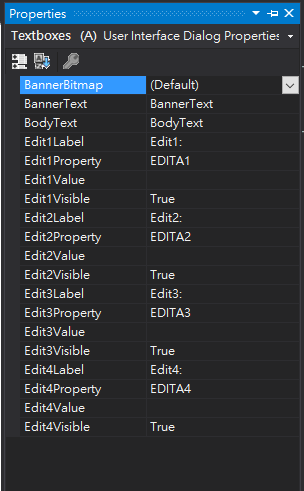 Properties
Textboxes (A) User Interface Dialog Properties
BannerBitmap (Default)
BannerText BannerText
BodyText BodyText
Edit1Label Edit1:
Edit1Property EDITA1
Edit1Value
Edit1Visible True
Edit2Label Edit2:
Edit2Property EDITA2
Edit2Value
Edit2Visible True
Edit3Label Edit3:
Edit3Property EDITA3
Edit3Value
Edit3Visible True
Edit4Label Edit4:
Edit4Property EDITA4
Edit4Value
Edit4Visible True